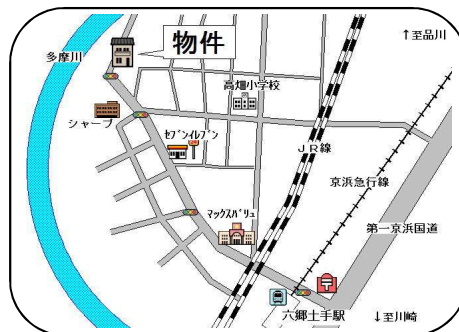 物件
↑至品川
多摩川
高畑小学校
シャープ
ｾﾌﾞﾝｲﾚﾌﾞﾝ
ＪＲ線
京浜急行線
ﾏｯｸｽﾊﾞﾘｭ
第一京浜国道
六郷土手駅
↓至川崎